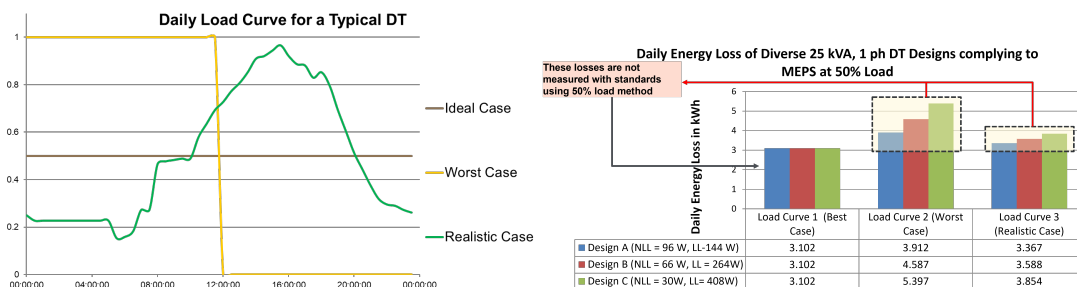 Daily Load Curve for a Typical DT
1
0.8
0.6
0.4
0.2
0
00:00:00
04:00:00
08:00:00
12:00:00
16:00:00
20:00:00
00:00:00
Ideal Case
Worst Case
Realistic Case
Daily Energy Loss of Diverse 25 kVA, 1 ph DT Designs complying to
MEPS at 50% Load
These losses are not
measured with standards
using 50% load method
Daily Energy Loss in kWh
6
5
4
3
2
1
0
Load Curve 1 (Best
Case)
Load Curve 2 (Worst
Case)
Load Curve 3
(Realistic Case)
Design A (NLL = 96 W, LL-144 W) 3.102 3.912 3.367
Design B (NLL = 66 W, LL = 264W) 3.102 4.587 3.588
Design C (NLL = 30W, LL= 408W) 3.102 5.397 3.854